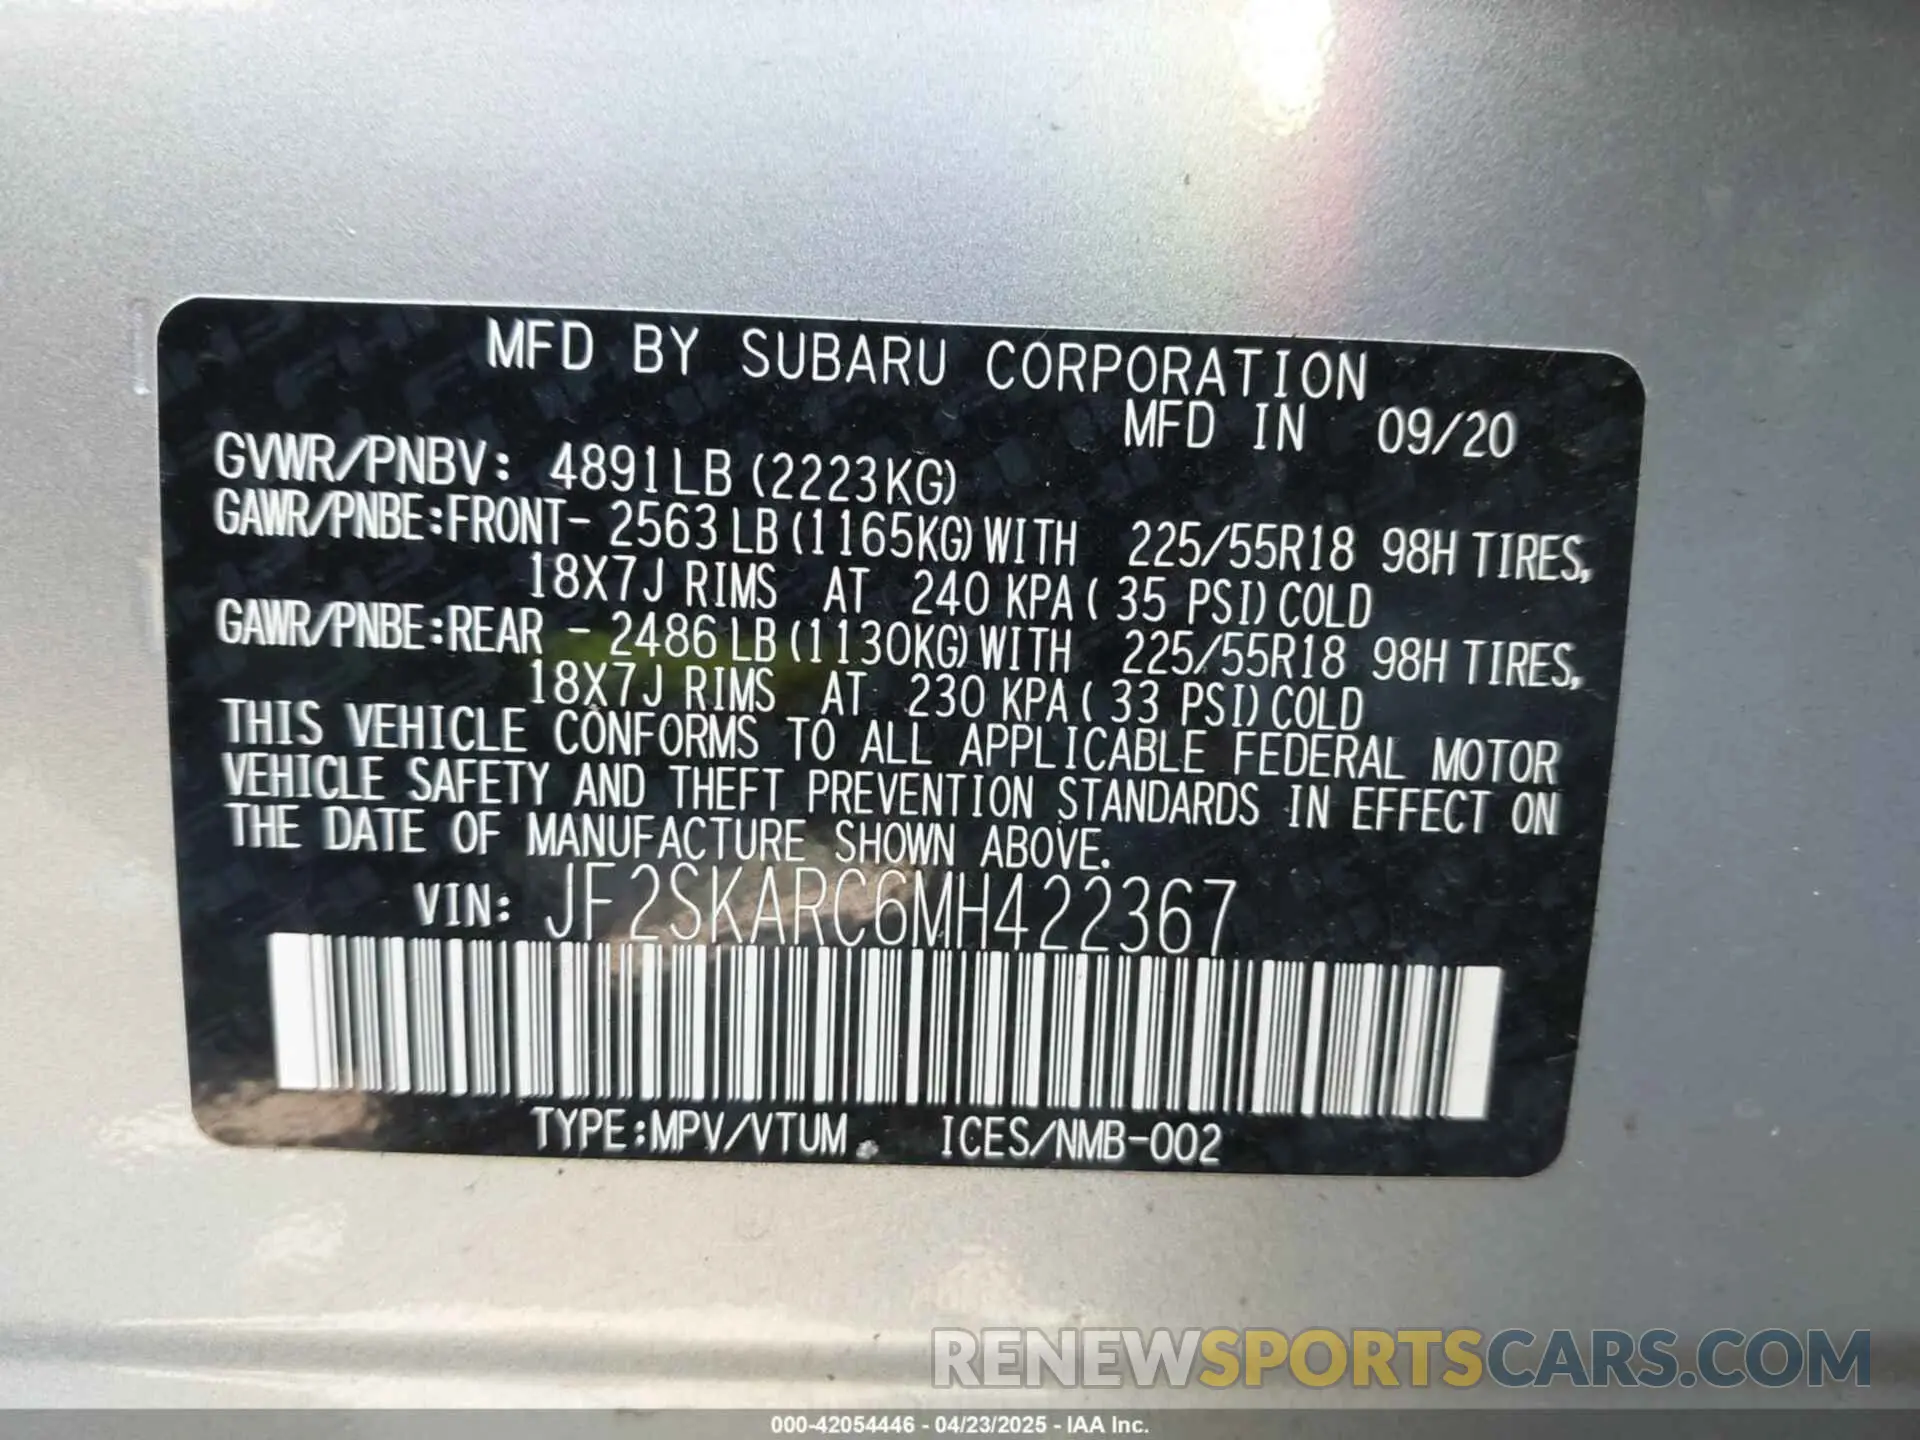 MFD BY SUBARU CORPORATION
MFD IN 09/20
GVWR/PNBV: 4891LB (2223KG)
GAWR/PNBE:FRONT- 2563 LB (1165KG) WITH 225/55R18 98H TIRES,
18X7J RIMS AT 240 KPA ( 35 PSI) COLD
GAWR/PNBE:REAR - 2486 LB (1130KG) WITH 225/55R18 98H TIRES,
18X7J RIMS AT 230 KPA ( 33 PSI) COLD
THIS VEHICLE CONFORMS TO ALL APPLICABLE FEDERAL MOTOR
VEHICLE SAFETY AND THEFT PREVENTION STANDARDS IN EFFECT ON
THE DATE OF MANUFACTURE SHOWN ABOVE.
VIN: JF2SKARC6MH422367
TYPE:MPV/VTUM ICES/NMB-002
RENEWSPORTSCARS.COM
000-42054446 - 04/23/2025 - IAA Inc.